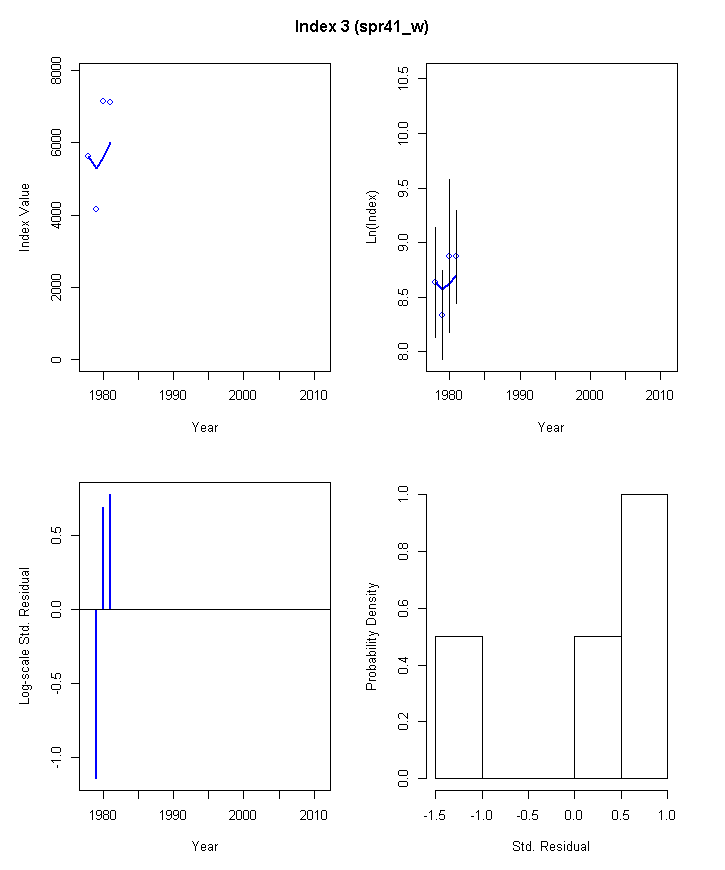 Index 3 (spr41_w)
Index Value
8000
6000
4000
2000
0
1980 1990 2000 2010
Year
Ln(Index)
10.5
10.0
9.5
9.0
8.5
8.0
1980 1990 2000 2010
Year
Log-scale Std. Residual
0.5
0.0
-0.5
-1.0
1980 1990 2000 2010
Year
Probability Density
1.0
0.8
0.6
0.4
0.2
0.0
-1.5 -1.0 -0.5 0.0 0.5 1.0
Std. Residual